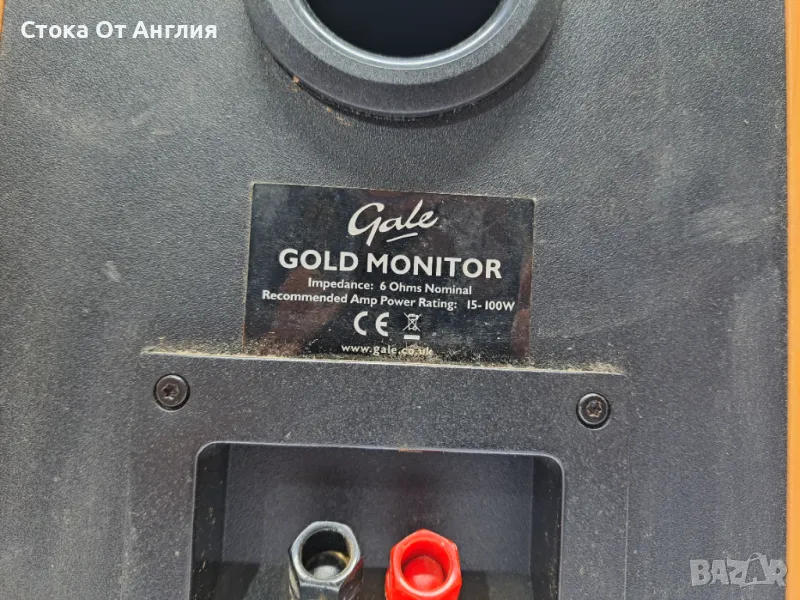 Стока От Англия
Gale
GOLD MONITOR
Impedance: 6 Ohms Nominal
Recommended Amp Power Rating: 15-100W
CE
www.gale.co.uk
BAZAR